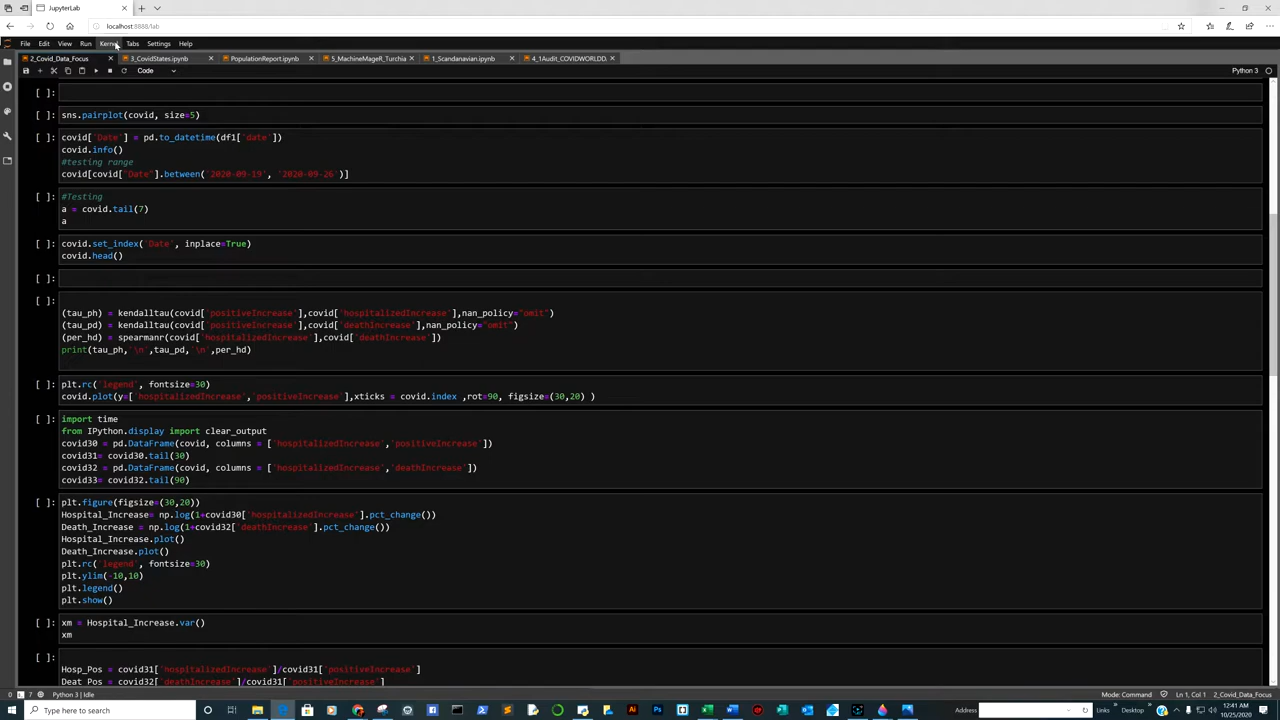 JupyterLab
localhost:8888/lab
File Edit View Run Kernel Tabs Settings Help
2_Covid_Data_Focus 3_CovidStates.ipynb PopulationReport.ipynb 5_MachineMageR_Turchia 1_Scandanavian.ipynb 4_1Audit_COVIDWORLDD.
Code Python 3
[ ]:
[ ]: sns.pairplot(covid, size=5)
[ ]: covid['Date'] = pd.to_datetime(df1['date'])
covid.info()
#testing range
covid[covid["Date"].between('2020-09-19', '2020-09-26')]
[ ]: #Testing
a = covid.tail(7)
a
[ ]: covid.set_index('Date', inplace=True)
covid.head()
[ ]:
[ ]:
(tau_ph) = kendalltau(covid['positiveIncrease'],covid['hospitalizedIncrease'],nan_policy="omit")
(tau_pd) = kendalltau(covid['positiveIncrease'],covid['deathIncrease'],nan_policy="omit")
(per_hd) = spearmanr(covid['hospitalizedIncrease'],covid['deathIncrease'])
print(tau_ph,'\n',tau_pd,'\n',per_hd)
[ ]: plt.rc('legend', fontsize=30)
covid.plot(y=['hospitalizedIncrease','positiveIncrease'],xticks = covid.index ,rot=90, figsize=(30,20) )
[ ]: import time
from IPython.display import clear_output
covid30 = pd.DataFrame(covid, columns = ['hospitalizedIncrease','positiveIncrease'])
covid31= covid30.tail(30)
covid32 = pd.DataFrame(covid, columns = ['hospitalizedIncrease','deathIncrease'])
covid33= covid32.tail(90)
[ ]: plt.figure(figsize=(30,20))
Hospital_Increase= np.log(1+covid30['hospitalizedIncrease'].pct_change())
Death_Increase = np.log(1+covid32['deathIncrease'].pct_change())
Hospital_Increase.plot()
Death_Increase.plot()
plt.rc('legend', fontsize=30)
plt.ylim(-10,10)
plt.legend()
plt.show()
[ ]: xm = Hospital_Increase.var()
xm
[ ]:
Hosp_Pos = covid31['hospitalizedIncrease']/covid31['positiveIncrease']
Deat_Pos = covid32['deathIncrease']/covid31['positiveIncrease']
0 7 Python 3 | Idle Mode: Command Ln 1, Col 1 2_Covid_Data_Focus
Type here to search Address Links Desktop 12:41 AM
10/25/2020